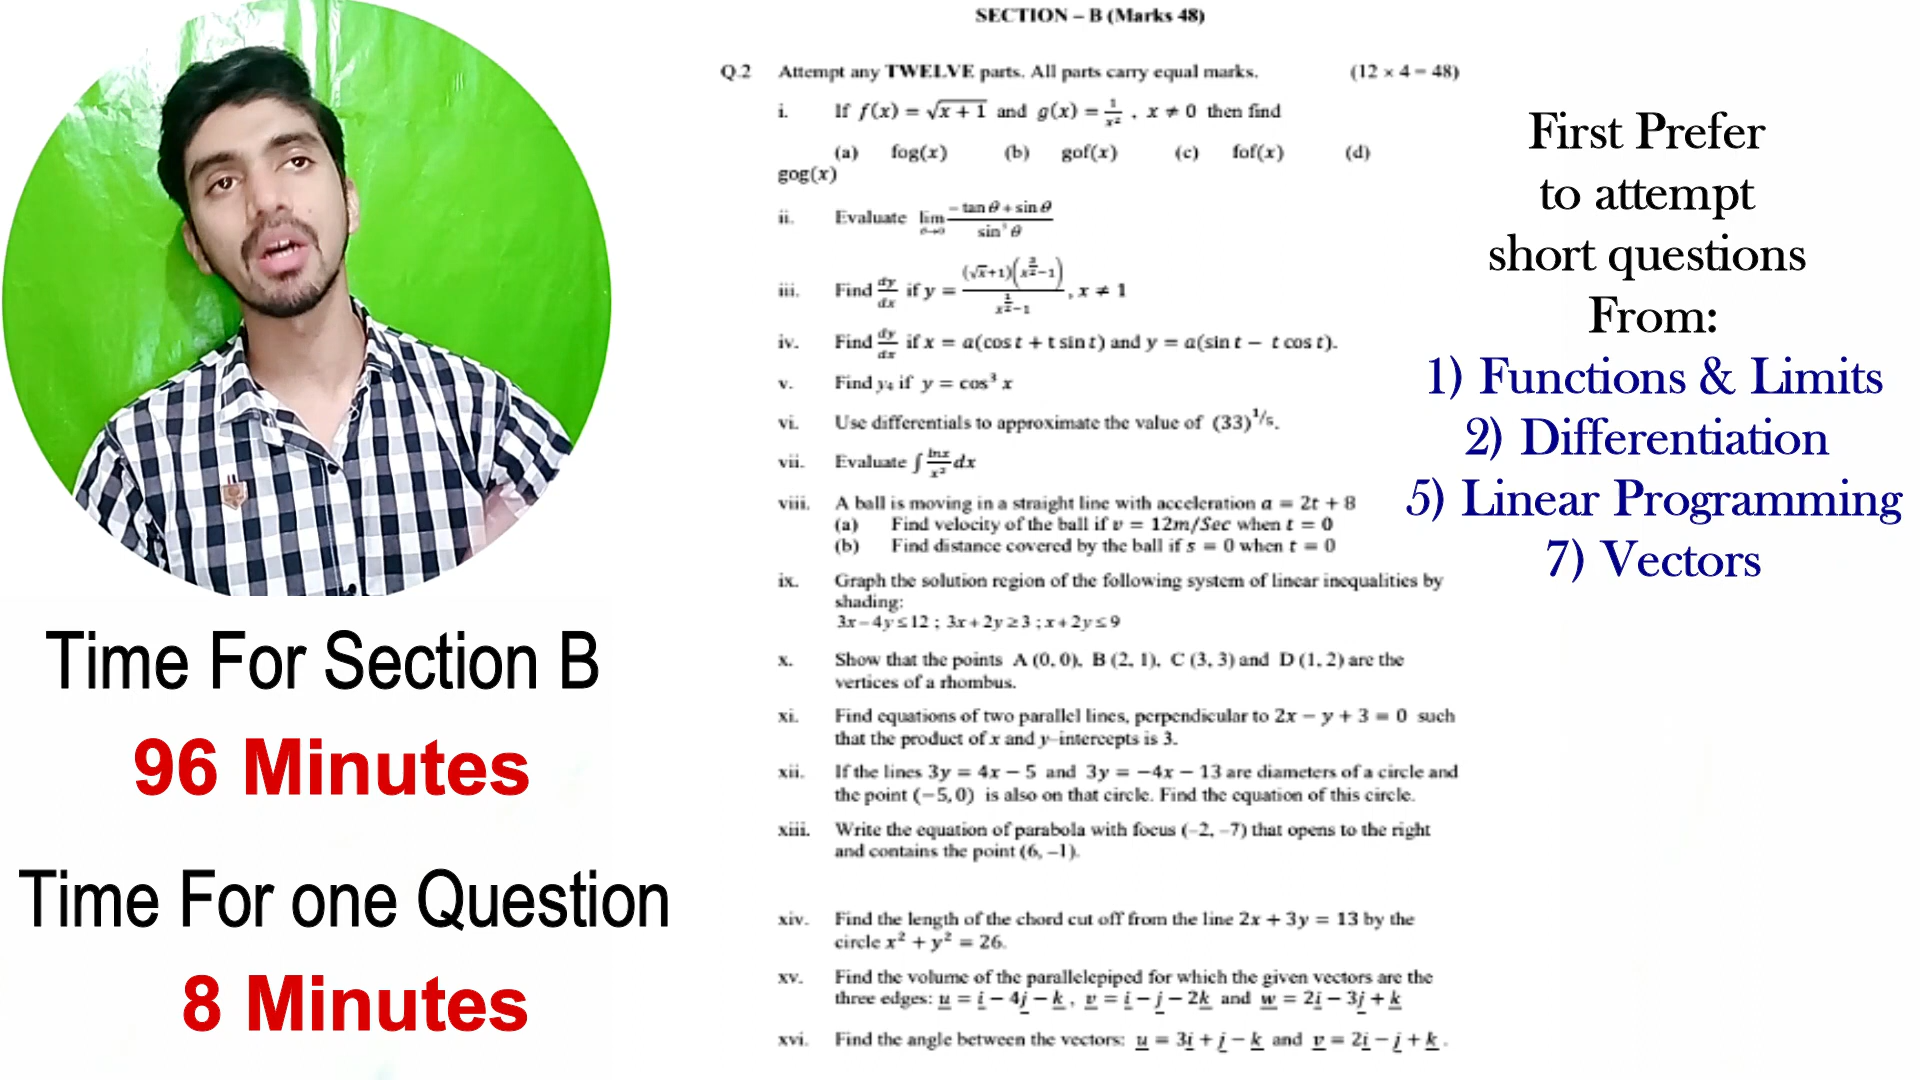 SECTION – B (Marks 48)
Q.2 Attempt any TWELVE parts. All parts carry equal marks. (12 × 4 = 48)
i. If f(x) = √(x + 1) and g(x) = 1/x², x ≠ 0 then find
(a) fog(x) (b) gof(x) (c) fof(x) (d)
gog(x)
ii. Evaluate lim θ→0 (−tan θ + sin θ)/(sin³ θ)
iii. Find dy/dx if y = (√x+1)(x^(3/2)−1)/(x^(1/2)−1), x ≠ 1
iv. Find dy/dx if x = a(cos t + t sin t) and y = a(sin t − t cos t).
v. Find y₄ if y = cos³ x
vi. Use differentials to approximate the value of (33)^1/5.
vii. Evaluate ∫ lnx/x² dx
viii. A ball is moving in a straight line with acceleration a = 2t + 8
(a) Find velocity of the ball if v = 12m/Sec when t = 0
(b) Find distance covered by the ball if s = 0 when t = 0
ix. Graph the solution region of the following system of linear inequalities by
shading:
3x – 4y ≤ 12 ; 3x + 2y ≥ 3 ; x + 2y ≤ 9
x. Show that the points A (0, 0), B (2, 1), C (3, 3) and D (1, 2) are the
vertices of a rhombus.
xi. Find equations of two parallel lines, perpendicular to 2x − y + 3 = 0 such
that the product of x and y–intercepts is 3.
xii. If the lines 3y = 4x − 5 and 3y = −4x − 13 are diameters of a circle and
the point (−5, 0) is also on that circle. Find the equation of this circle.
xiii. Write the equation of parabola with focus (–2, –7) that opens to the right
and contains the point (6, –1).
xiv. Find the length of the chord cut off from the line 2x + 3y = 13 by the
circle x² + y² = 26.
xv. Find the volume of the parallelepiped for which the given vectors are the
three edges: u = i − 4j − k , v = i − j − 2k and w = 2i − 3j + k
xvi. Find the angle between the vectors: u = 3i + j − k and v = 2i − j + k .
First Prefer
to attempt
short questions
From:
1) Functions & Limits
2) Differentiation
5) Linear Programming
7) Vectors
Time For Section B
96 Minutes
Time For one Question
8 Minutes